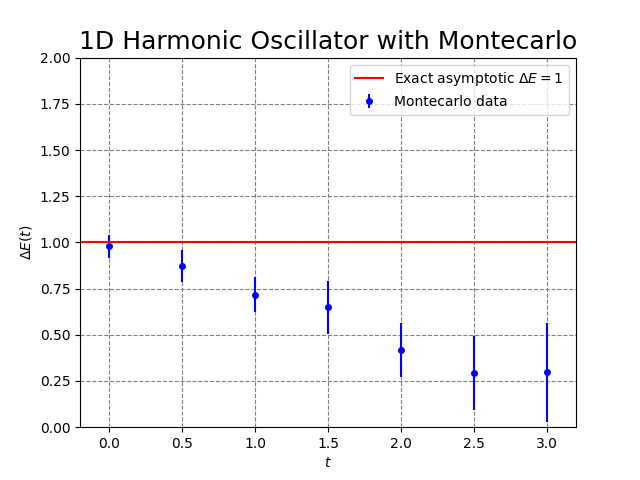 1D Harmonic Oscillator with Montecarlo
2.00
1.75
1.50
1.25
1.00
0.75
0.50
0.25
0.00
ΔE(t)
Exact asymptotic ΔE = 1
Montecarlo data
0.0 0.5 1.0 1.5 2.0 2.5 3.0
t